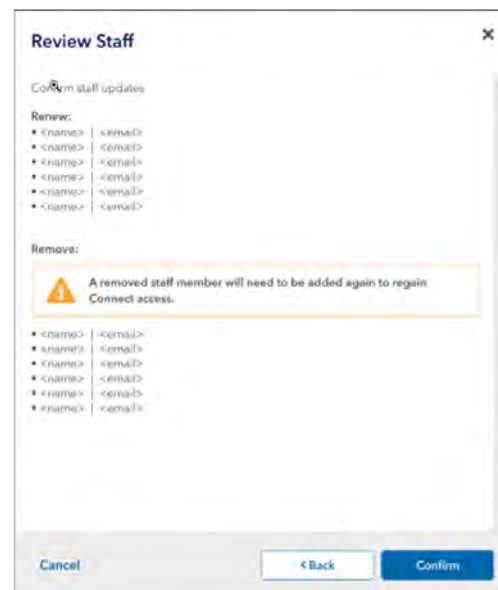 Review Staff
Confirm staff updates
Renew:
• <name> | <email>
• <name> | <email>
• <name> | <email>
• <name> | <email>
• <name> | <email>
• <name> | <email>
Remove:
A removed staff member will need to be added again to regain
Connect access.
• <name> | <email>
• <name> | <email>
• <name> | <email>
• <name> | <email>
• <name> | <email>
• <name> | <email>
Cancel
< Back
Confirm